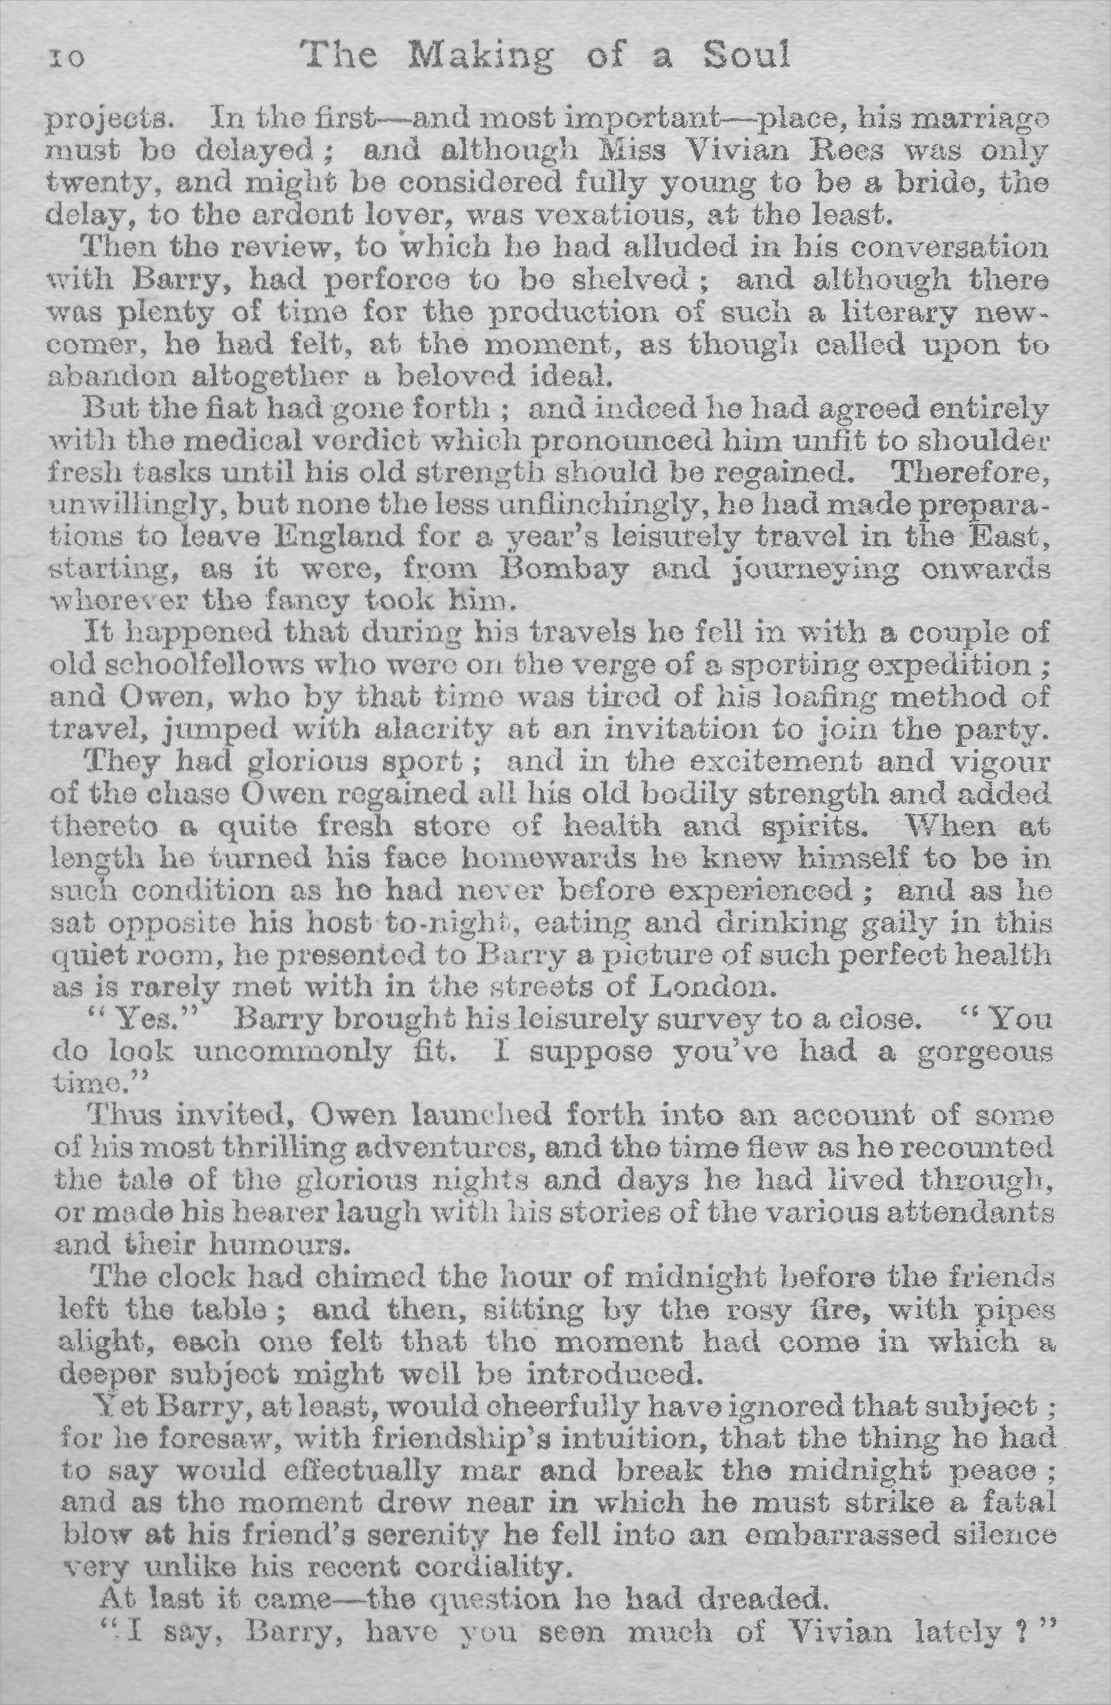 10 The Making of a Soul
projects. In the first—and most important—place, his marriage
must be delayed ; and although Miss Vivian Rees was only
twenty, and might be considered fully young to be a bride, the
delay, to the ardent lover, was vexatious, at the least.
Then the review, to which he had alluded in his conversation
with Barry, had perforce to be shelved ; and although there
was plenty of time for the production of such a literary new-
comer, he had felt, at the moment, as though called upon to
abandon altogether a beloved ideal.
But the fiat had gone forth ; and indeed he had agreed entirely
with the medical verdict which pronounced him unfit to shoulder
fresh tasks until his old strength should be regained. Therefore,
unwillingly, but none the less unflinchingly, he had made prepara-
tions to leave England for a year's leisurely travel in the East,
starting, as it were, from Bombay and journeying onwards
wherever the fancy took him.
It happened that during his travels he fell in with a couple of
old schoolfellows who were on the verge of a sporting expedition ;
and Owen, who by that time was tired of his loafing method of
travel, jumped with alacrity at an invitation to join the party.
They had glorious sport ; and in the excitement and vigour
of the chase Owen regained all his old bodily strength and added
thereto a quite fresh store of health and spirits. When at
length he turned his face homewards he knew himself to be in
such condition as he had never before experienced ; and as he
sat opposite his host to-night, eating and drinking gaily in this
quiet room, he presented to Barry a picture of such perfect health
as is rarely met with in the streets of London.
" Yes." Barry brought his leisurely survey to a close. " You
do look uncommonly fit. I suppose you've had a gorgeous
time."
Thus invited, Owen launched forth into an account of some
of his most thrilling adventures, and the time flew as he recounted
the tale of the glorious nights and days he had lived through,
or made his hearer laugh with his stories of the various attendants
and their humours.
The clock had chimed the hour of midnight before the friends
left the table ; and then, sitting by the rosy fire, with pipes
alight, each one felt that the moment had come in which a
deeper subject might well be introduced.
Yet Barry, at least, would cheerfully have ignored that subject ;
for he foresaw, with friendship's intuition, that the thing he had
to say would effectually mar and break the midnight peace ;
and as the moment drew near in which he must strike a fatal
blow at his friend's serenity he fell into an embarrassed silence
very unlike his recent cordiality.
At last it came—the question he had dreaded.
" I say, Barry, have you seen much of Vivian lately ? "